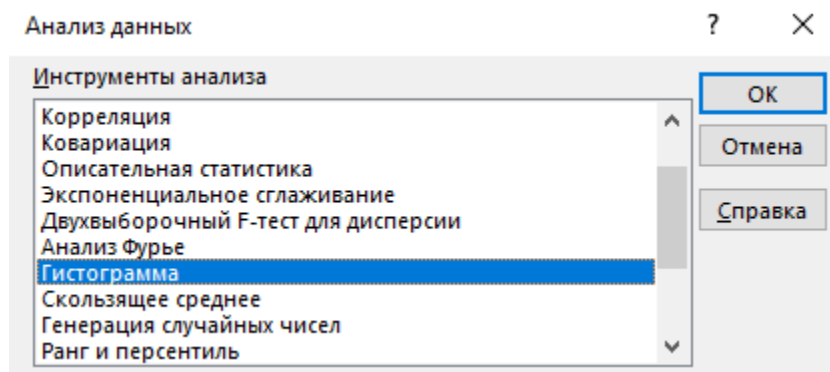 Анализ данных ? ×
Инструменты анализа
ОК
Корреляция
Ковариация
Отмена
Описательная статистика
Экспоненциальное сглаживание
Справка
Двухвыборочный F-тест для дисперсии
Анализ Фурье
Гистограмма
Скользящее среднее
Генерация случайных чисел
Ранг и персентиль